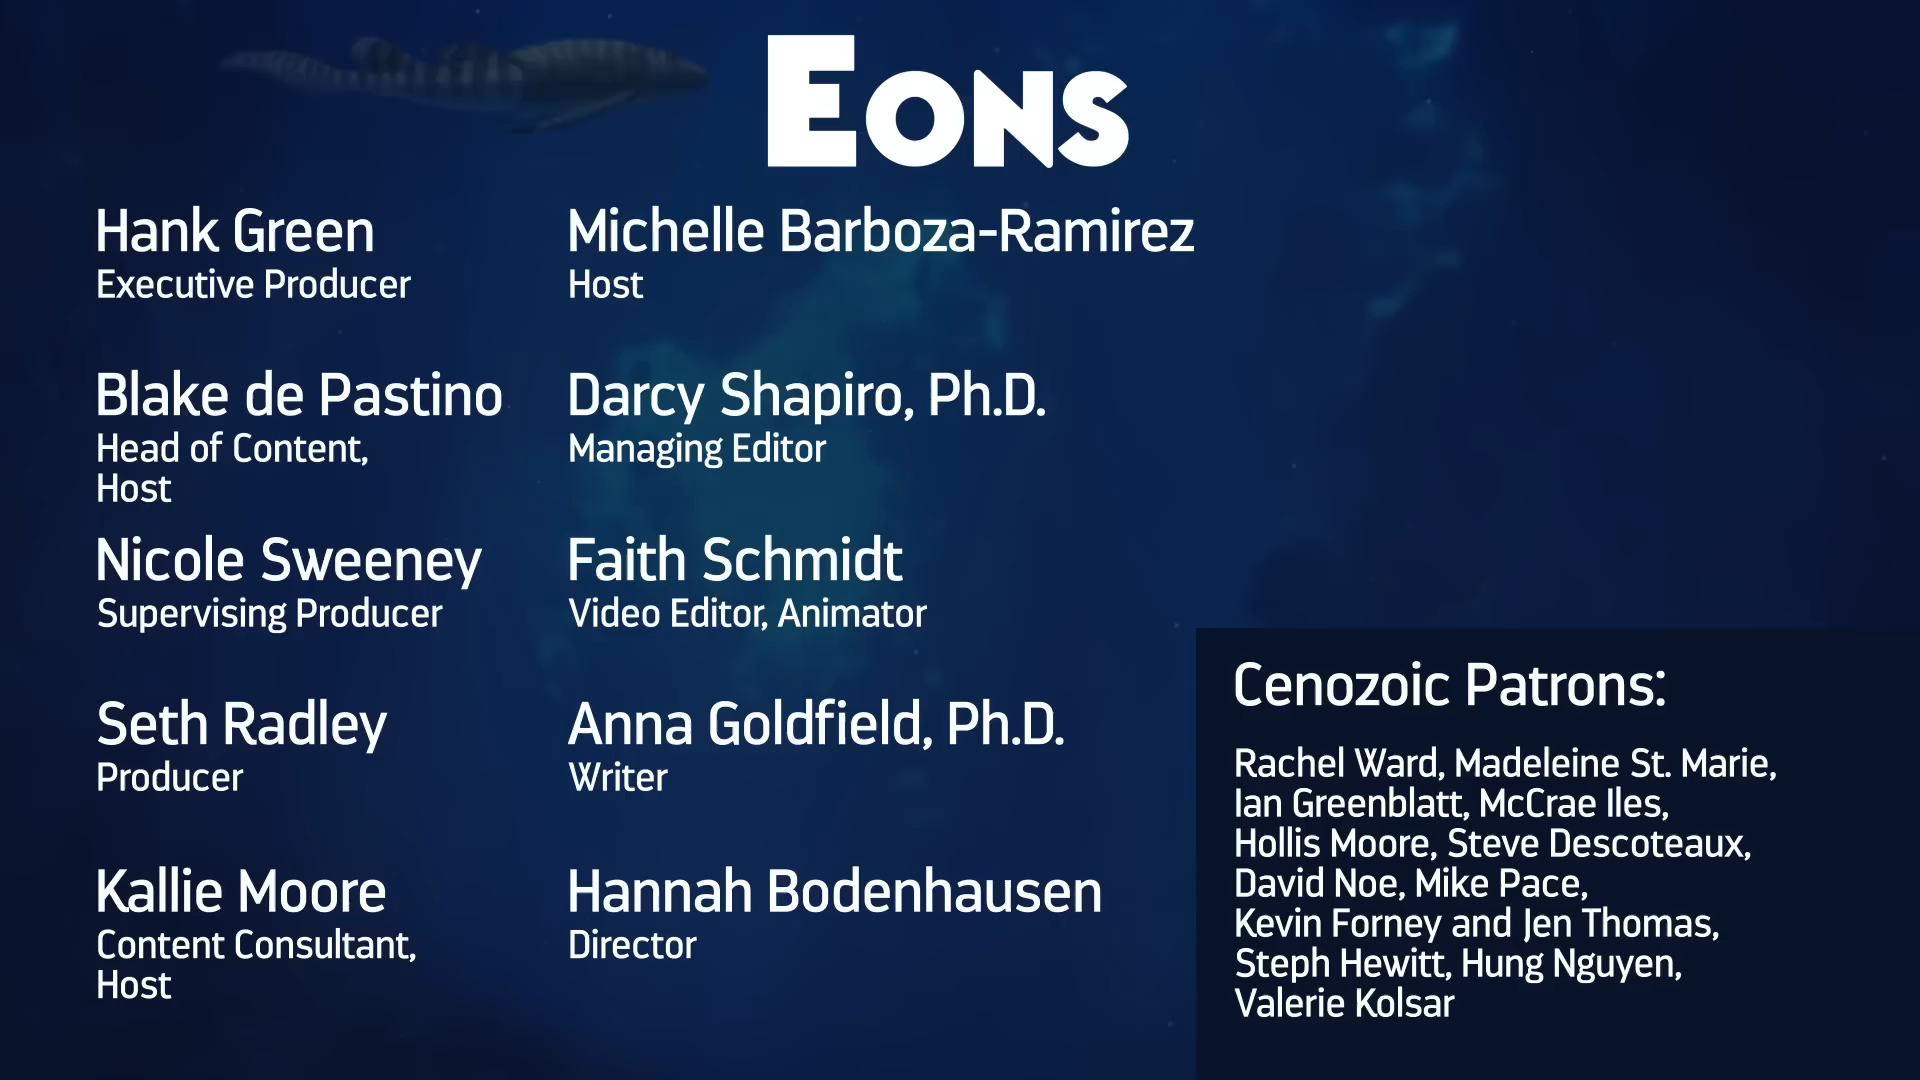 EONS
Hank Green
Executive Producer
Michelle Barboza-Ramirez
Host
Blake de Pastino
Head of Content,
Host
Darcy Shapiro, Ph.D.
Managing Editor
Nicole Sweeney
Supervising Producer
Faith Schmidt
Video Editor, Animator
Seth Radley
Producer
Anna Goldfield, Ph.D.
Writer
Kallie Moore
Content Consultant,
Host
Hannah Bodenhausen
Director
Cenozoic Patrons:
Rachel Ward, Madeleine St. Marie,
Ian Greenblatt, McCrae Iles,
Hollis Moore, Steve Descoteaux,
David Noe, Mike Pace,
Kevin Forney and Jen Thomas,
Steph Hewitt, Hung Nguyen,
Valerie Kolsar